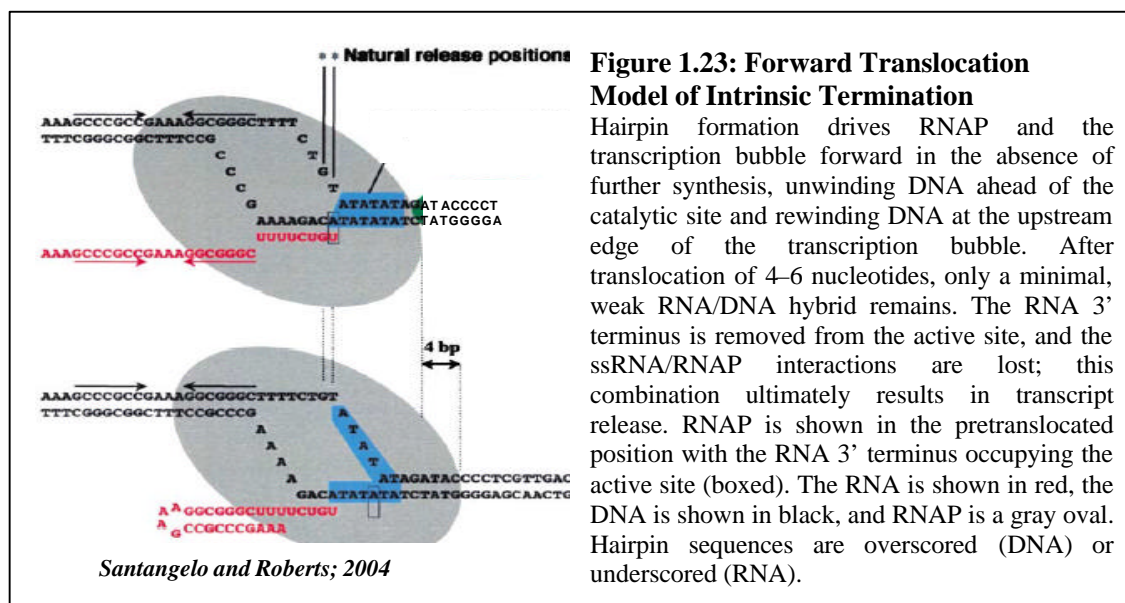 * * Natural release positions
AAAGCCCGCCGAAAGGCGGGCTTTT
TTTCGGGCGGCTTTCCG
C
C
C
G
C
T
G
T
ATATATAGAT ACCCCT
AAAAGACATATATATCTATGGGGA
UUUUCUGU
AAAGCCCGCCGAAAGGCGGGC
4 bp
AAAGCCCGCCGAAAGGCGGGCTTTTCTGT
TTTCGGGCGGCTTTCCGCCCG
A
A
A
A
A
T
A
T
ATAGATACCCCTCGTTGAC
GACATATATATCTATGGGGAGCAACTG
A
A
A
G
GGCGGGCUUUUCUGU
CCGCCCGAAA
Santangelo and Roberts; 2004
Figure 1.23: Forward Translocation
Model of Intrinsic Termination
Hairpin formation drives RNAP and the
transcription bubble forward in the absence of
further synthesis, unwinding DNA ahead of the
catalytic site and rewinding DNA at the upstream
edge of the transcription bubble. After
translocation of 4–6 nucleotides, only a minimal,
weak RNA/DNA hybrid remains. The RNA 3’
terminus is removed from the active site, and the
ssRNA/RNAP interactions are lost; this
combination ultimately results in transcript
release. RNAP is shown in the pretranslocated
position with the RNA 3’ terminus occupying the
active site (boxed). The RNA is shown in red, the
DNA is shown in black, and RNAP is a gray oval.
Hairpin sequences are overscored (DNA) or
underscored (RNA).